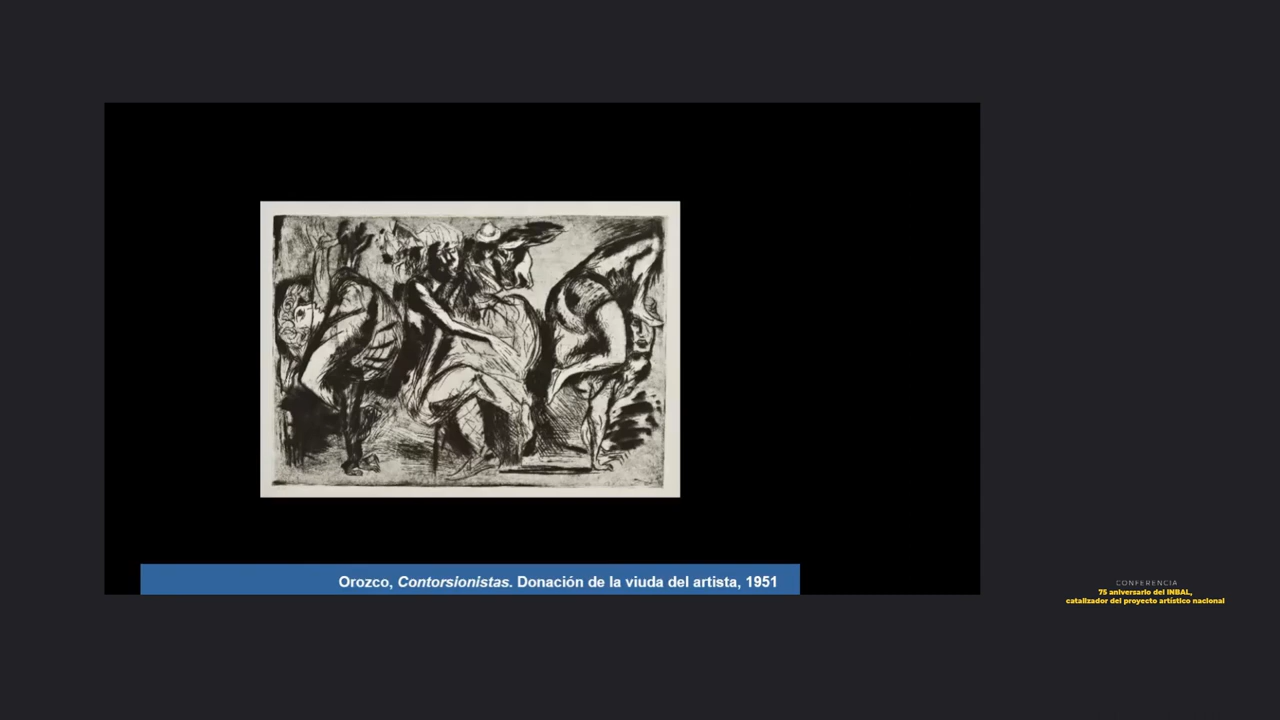 Orozco, Contorsionistas. Donación de la viuda del artista, 1951
CONFERENCIA
75 aniversario del INBAL,
catalizador del proyecto artístico nacional